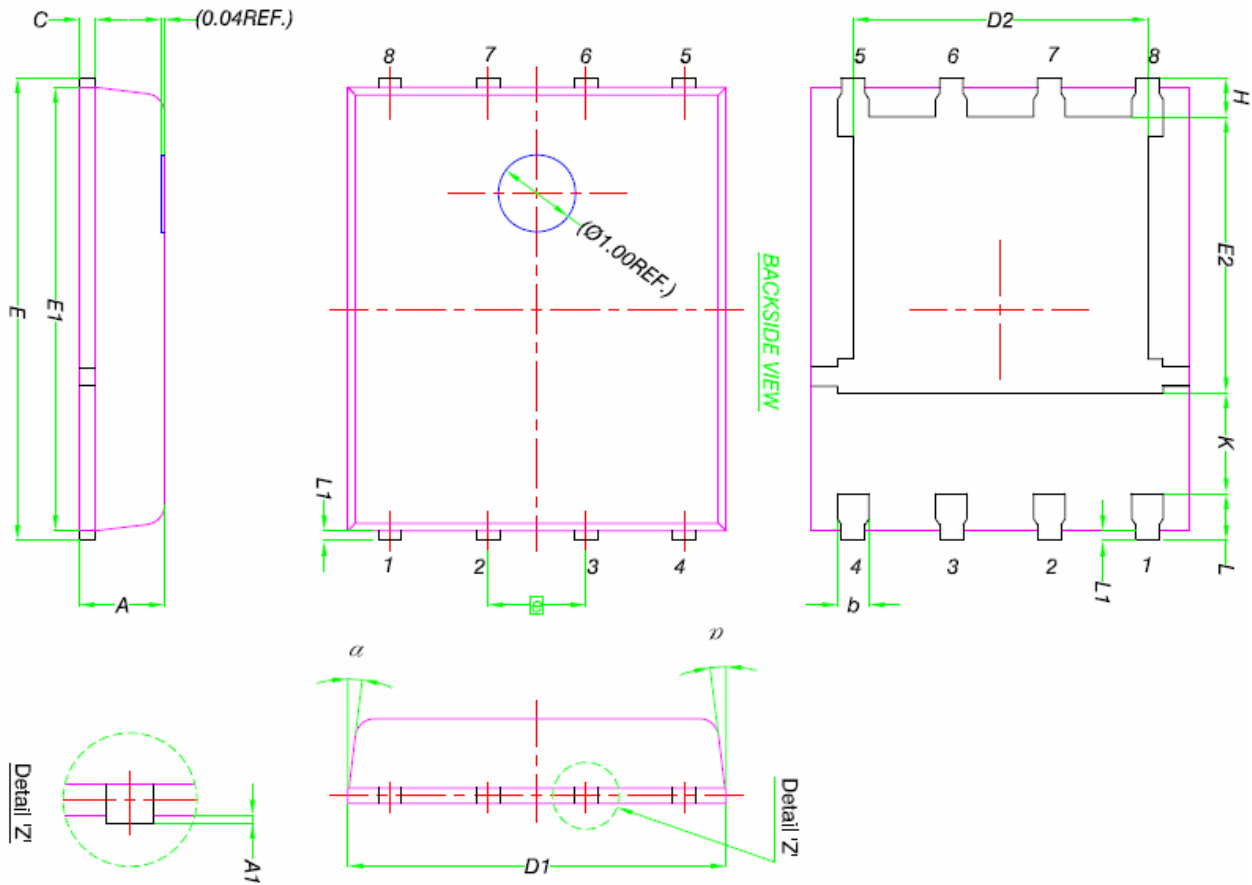 C
(0.04REF.)
E
E1
A
8
7
6
5
(Ø1.00REF.)
L1
1
2
3
4
e
BACKSIDE VIEW
D2
5
6
7
8
H
E2
K
L
L1
4
3
2
1
b
α
α
D1
Detail 'Z'
Detail 'Z'
A1